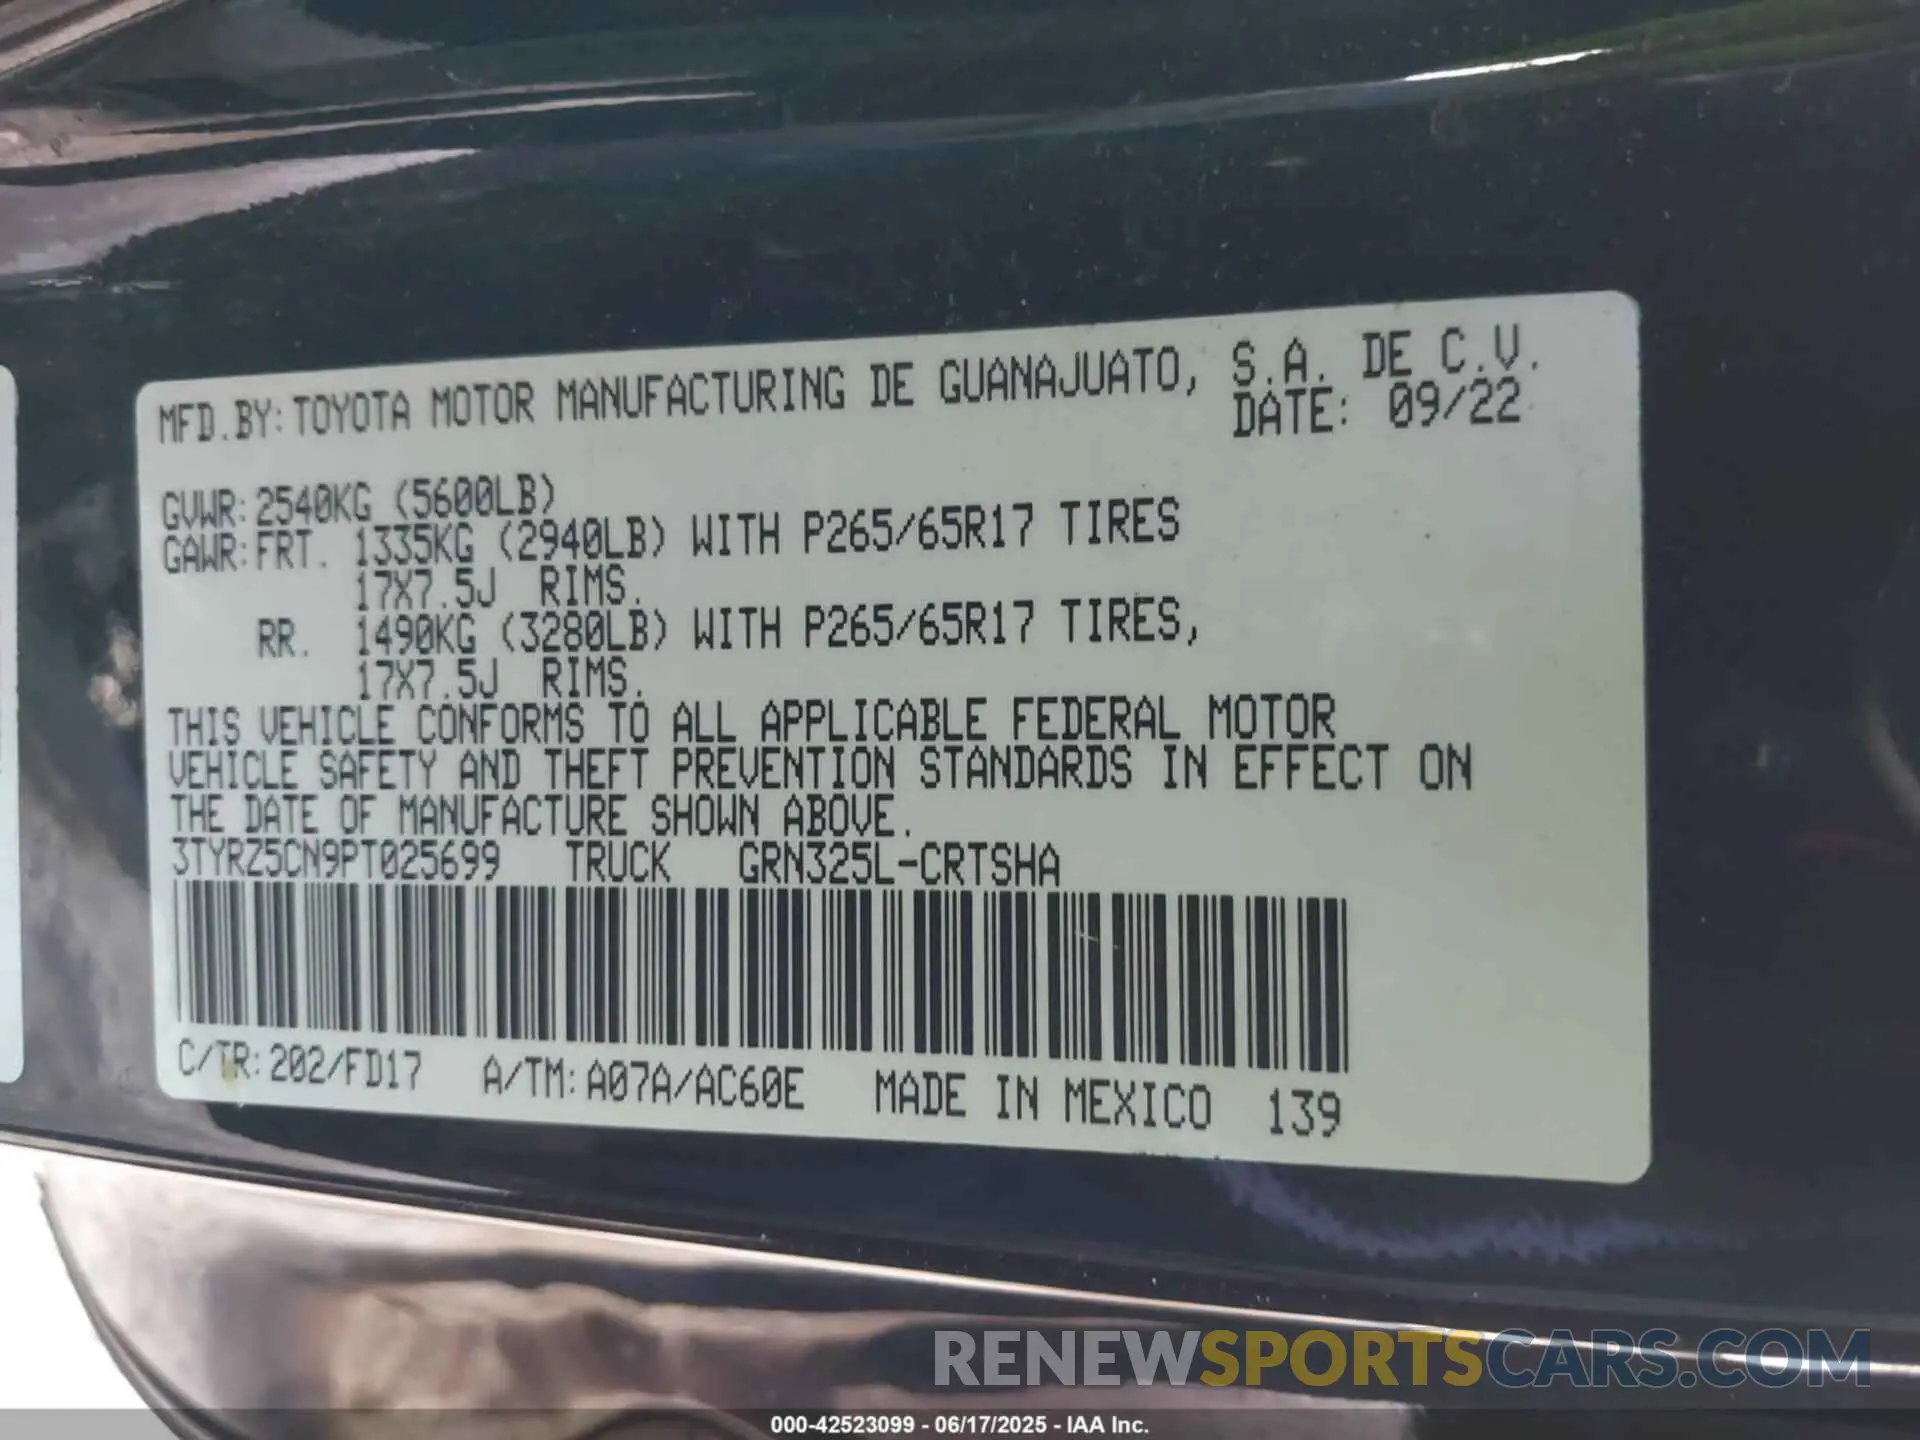 MFD.BY:TOYOTA MOTOR MANUFACTURING DE GUANAJUATO, S.A. DE C.V.
DATE: 09/22
GVWR:2540KG (5600LB)
GAWR:FRT. 1335KG (2940LB) WITH P265/65R17 TIRES
17X7.5J RIMS.
RR. 1490KG (3280LB) WITH P265/65R17 TIRES,
17X7.5J RIMS.
THIS VEHICLE CONFORMS TO ALL APPLICABLE FEDERAL MOTOR
VEHICLE SAFETY AND THEFT PREVENTION STANDARDS IN EFFECT ON
THE DATE OF MANUFACTURE SHOWN ABOVE.
3TYRZ5CN9PT025699 TRUCK GRN325L-CRTSHA
C/TR:202/FD17 A/TM:A07A/AC60E MADE IN MEXICO 139
RENEWSPORTSCARS.COM
000-42523099 - 06/17/2025 - IAA Inc.